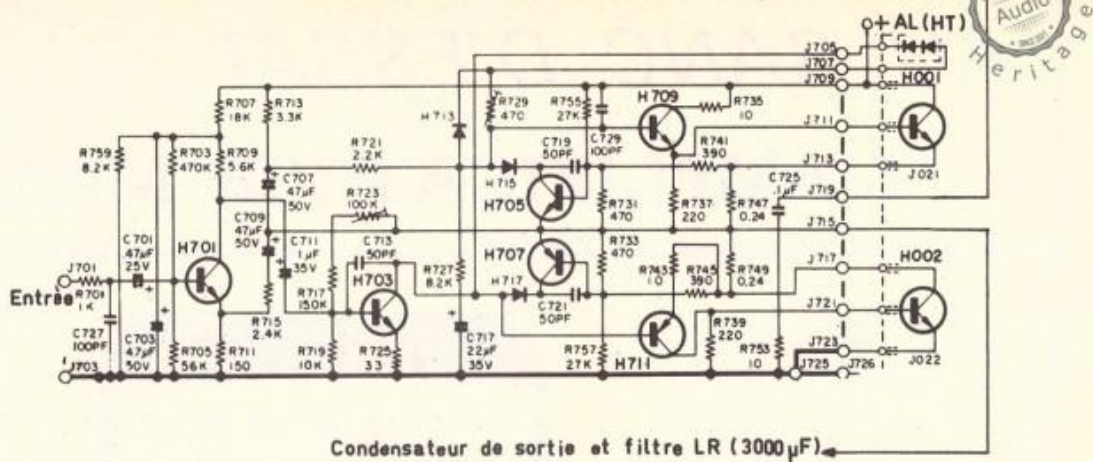 Audio
Heritage
+ AL (HT)
J705
J707
J709
H001
R707
18K
R713
3.3K
H713
R729
470
R755
27K
H709
R735
10
J711
R759
8.2K
R703
470K
R709
5.6K
R721
2.2K
C719
50PF
C729
100PF
R741
390
J713
J021
C707
47µF
50V
R723
100K
H715
H705
C725
.1µF
J719
C701
.47µF
25V
H701
C709
47µF
50V
C711
1µF
35V
C713
50PF
R731
470
R737
220
R747
0.24
J715
J701
Entrée
R701
1K
R717
150K
H703
R727
8.2K
H707
H717
R733
470
R743
10
R745
390
R749
0.24
J717
H002
C727
100PF
C703
47µF
50V
R715
2.4K
C721
50PF
R739
220
J721
J703
R705
56K
R711
150
R719
10K
R725
33
C717
22µF
35V
R757
27K
H711
R753
10
J723
J725
J726
J022
Condensateur de sortie et filtre LR (3000µF)